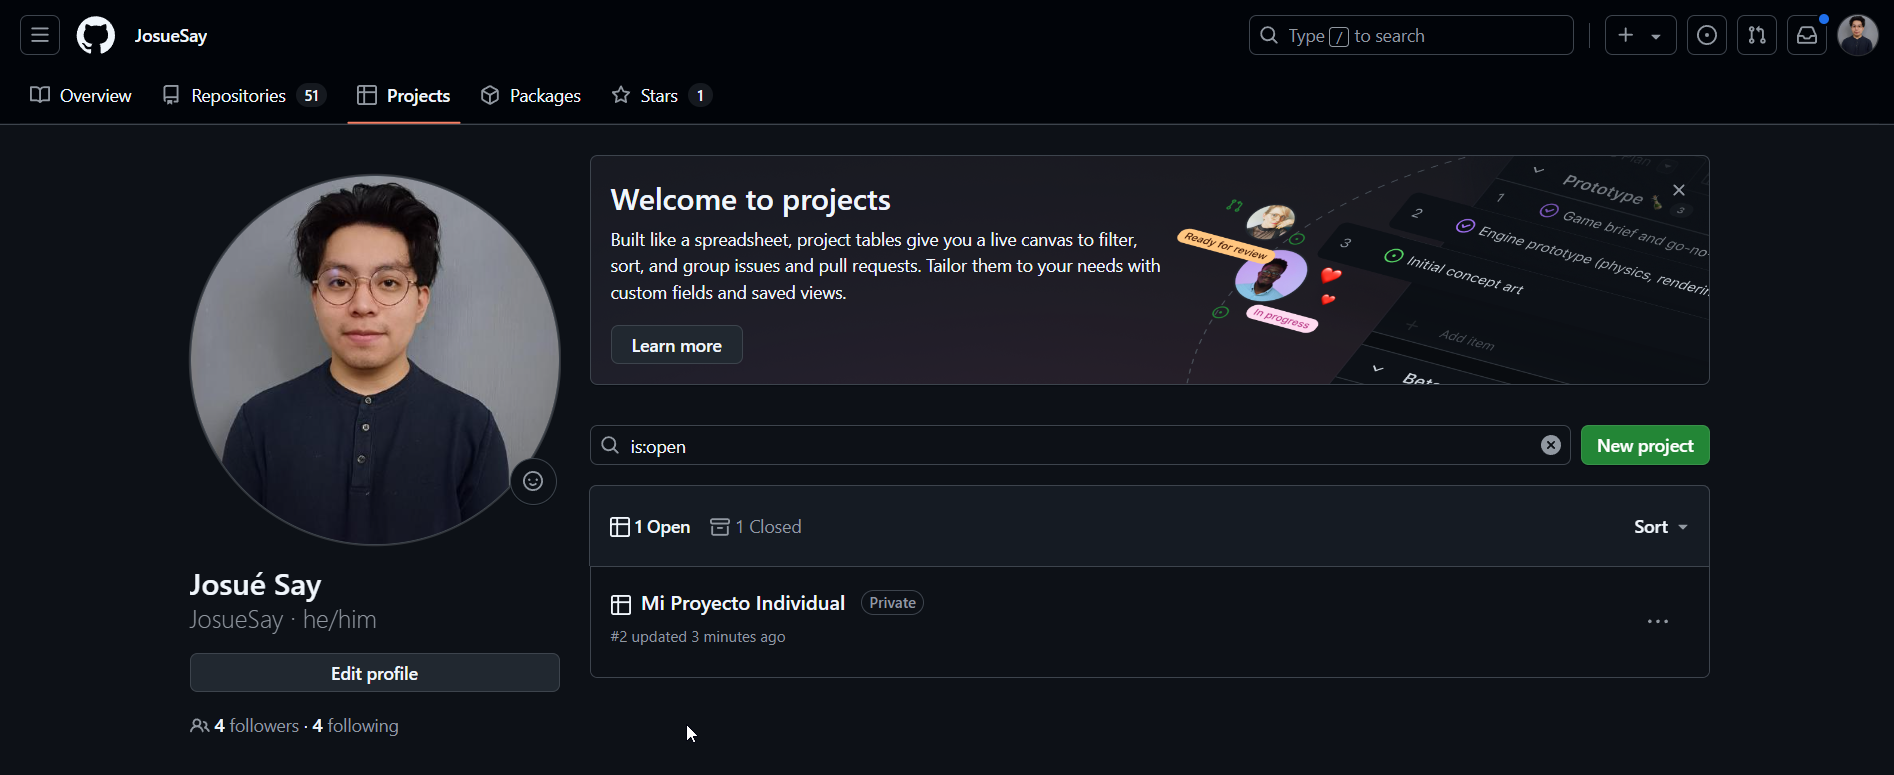 JosueSay
Type / to search
Overview
Repositories 51
Projects
Packages
Stars 1
Welcome to projects
Built like a spreadsheet, project tables give you a live canvas to filter,
sort, and group issues and pull requests. Tailor them to your needs with
custom fields and saved views.
Learn more
Ready for review
In progress
Prototype 3
1 Game brief and go-no
2 Engine prototype (physics, renderin
3 Initial concept art
Add item
is:open
New project
1 Open
1 Closed
Sort
Mi Proyecto Individual Private
#2 updated 3 minutes ago
Josué Say
JosueSay · he/him
Edit profile
4 followers · 4 following